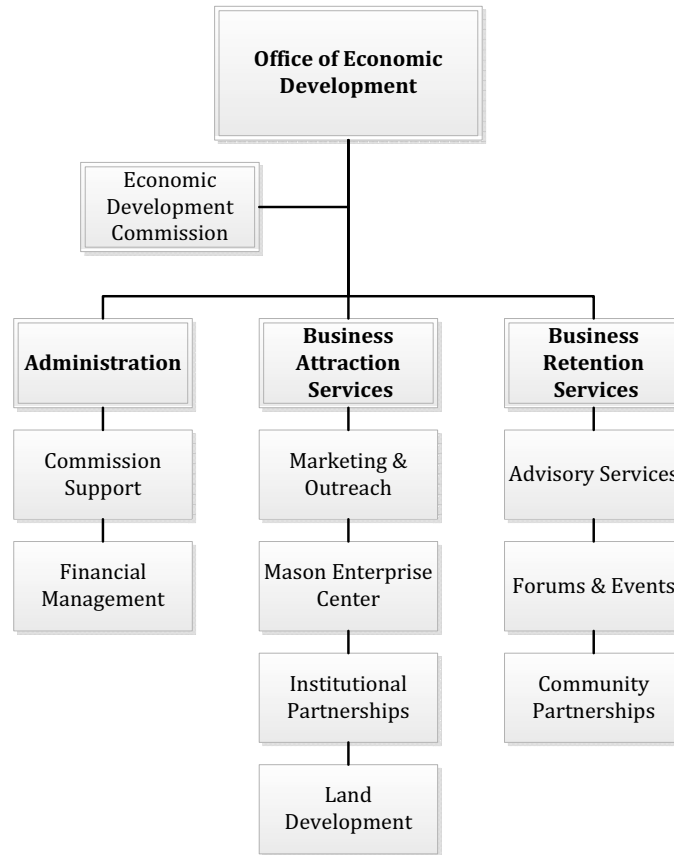 Office of Economic
Development
Economic
Development
Commission
Administration
Business
Attraction
Services
Business
Retention
Services
Commission
Support
Marketing &
Outreach
Advisory Services
Financial
Management
Mason Enterprise
Center
Forums & Events
Institutional
Partnerships
Community
Partnerships
Land
Development